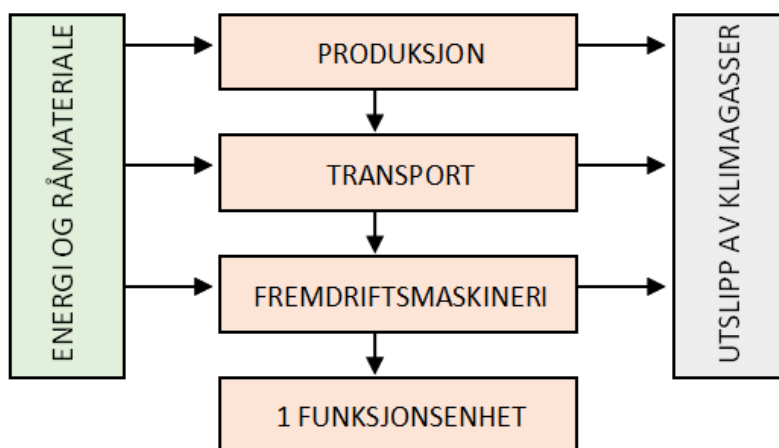 ENERGI OG RÅMATERIALE
PRODUKSJON
TRANSPORT
FREMDRIFTSMASKINERI
1 FUNKSJONSENHET
UTSLIPP AV KLIMAGASSER